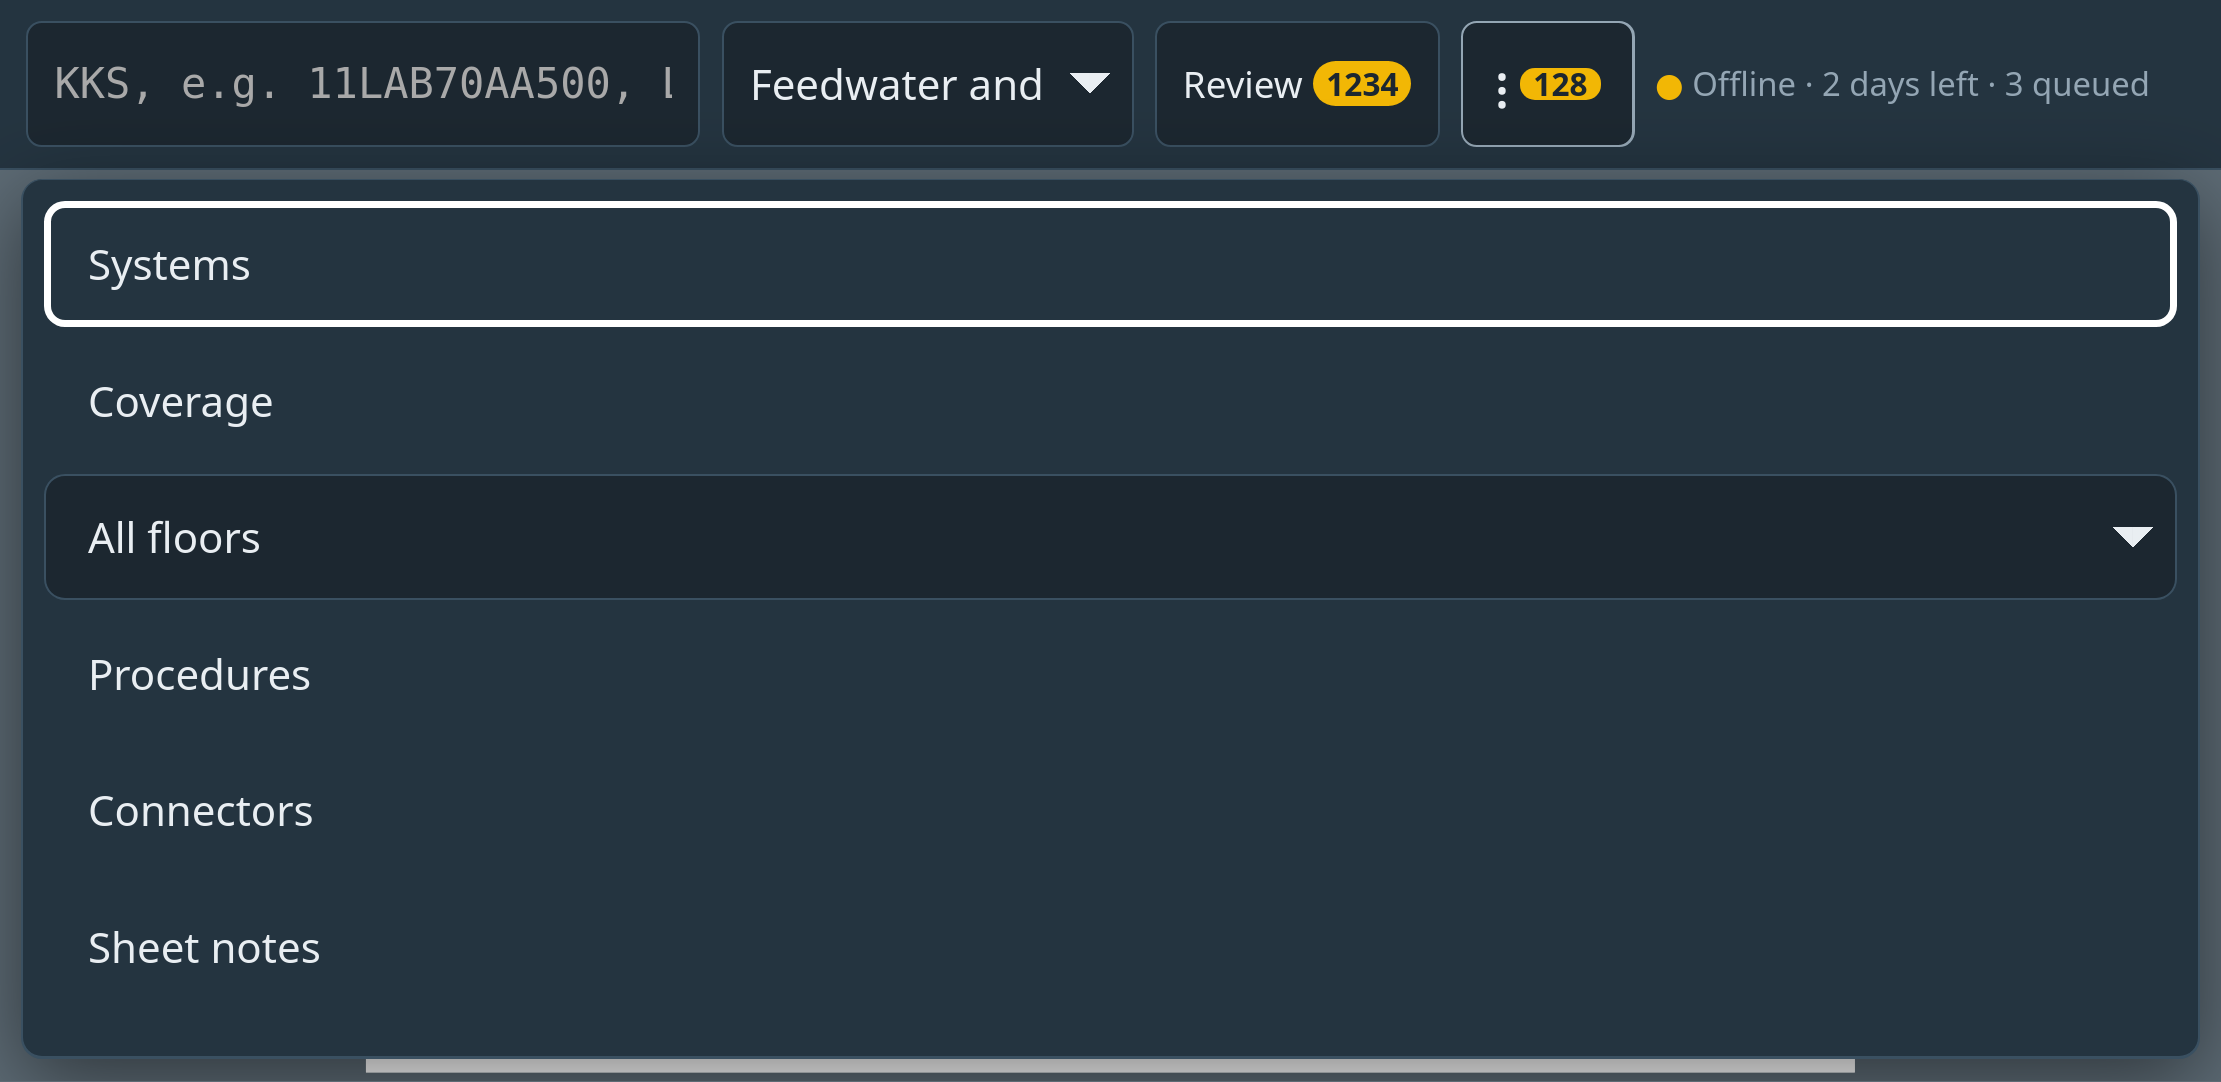 KKS, e.g. 11LAB70AA500, 
Feedwater and
Review 1234
128
Offline · 2 days left · 3 queued
Systems
Coverage
All floors
Procedures
Connectors
Sheet notes